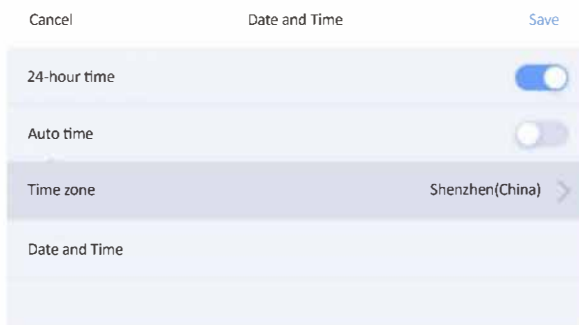 Cancel Date and Time Save
24-hour time
Auto time
Time zone Shenzhen(China)
Date and Time